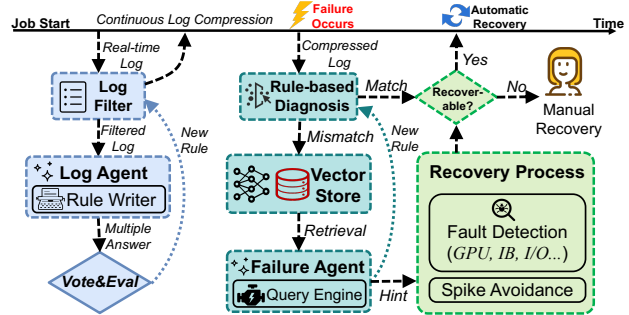 Job Start
Continuous Log Compression
Failure
Occurs
Automatic
Recovery
Time
Real-time
Log
Compressed
Log
Yes
Log
Filter
Rule-based
Diagnosis
Match
Recover-
able?
No
Manual
Recovery
Filtered
Log
New
Rule
Mismatch
New
Rule
Log Agent
Rule Writer
Vector
Store
Recovery Process
Fault Detection
(GPU, IB, I/O...)
Spike Avoidance
Multiple
Answer
Retrieval
Vote&Eval
Failure Agent
Query Engine
Hint